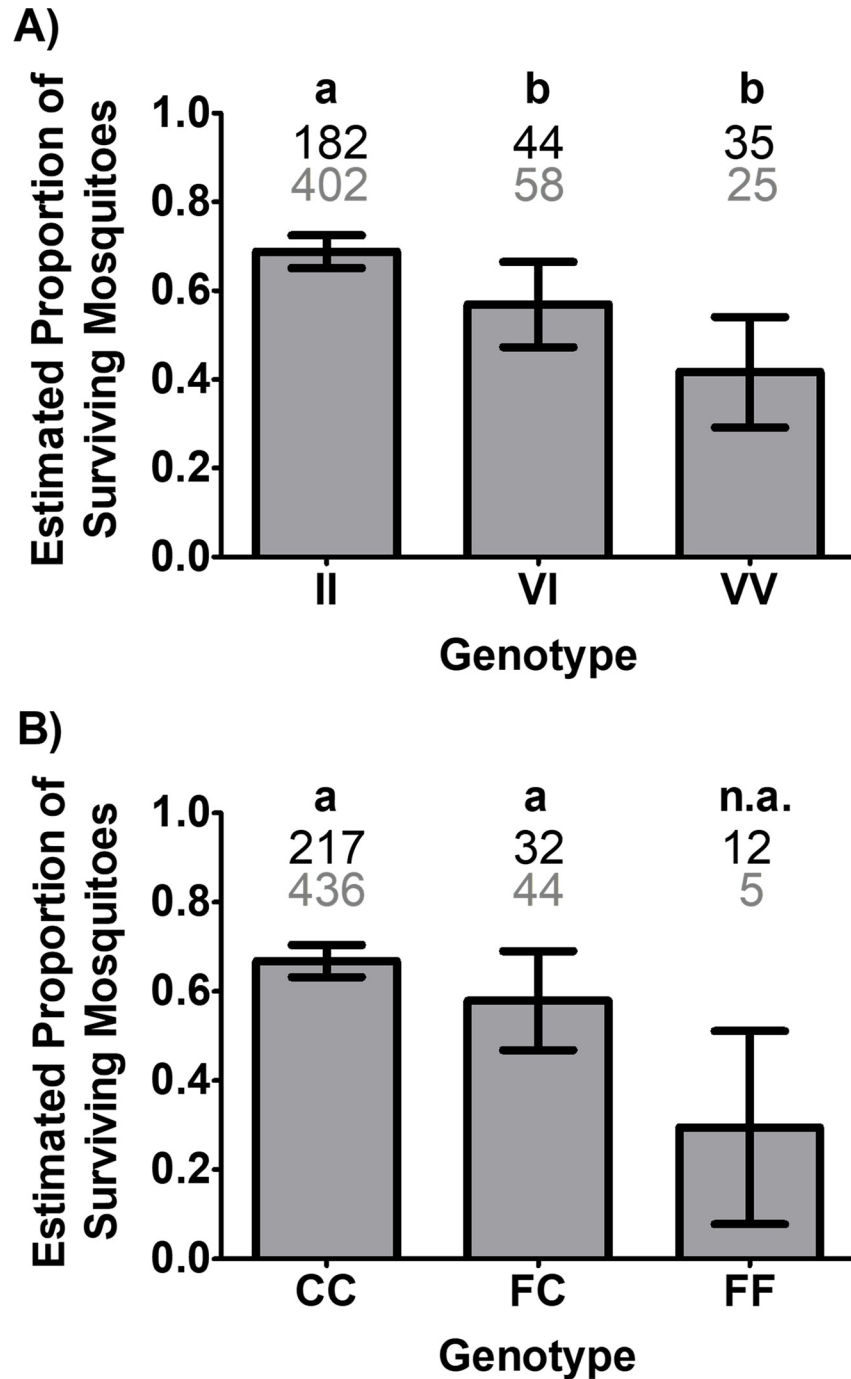 A)
Estimated Proportion of
Surviving Mosquitoes
1.0
0.8
0.6
0.4
0.2
0.0
a b b
182 44 35
402 58 25
II VI VV
Genotype
B)
Estimated Proportion of
Surviving Mosquitoes
1.0
0.8
0.6
0.4
0.2
0.0
a a n.a.
217 32 12
436 44 5
CC FC FF
Genotype